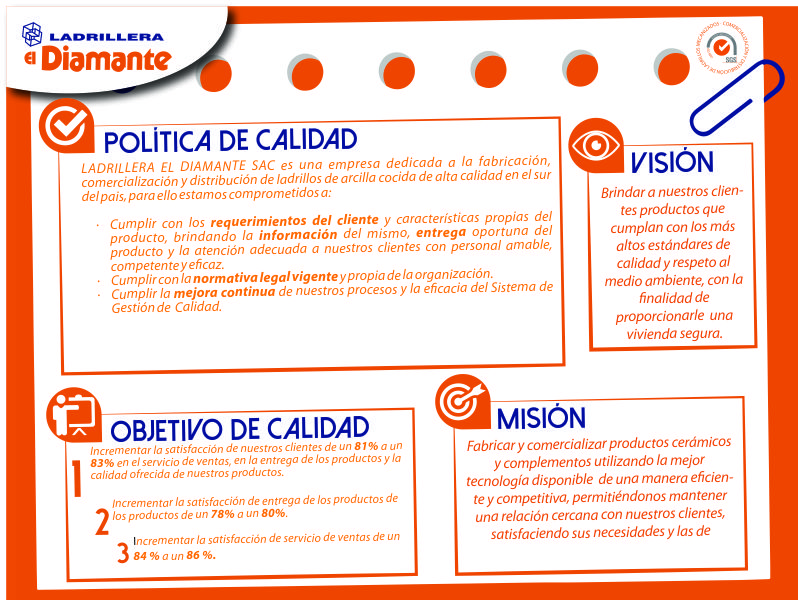 LADRILLERA
El Diamante
MECANIZADOS · COMERCIALIZACIÓN
DISTRIBUCIÓN DE LADRILLOS
SGS
POLÍTICA DE CALIDAD
LADRILLERA EL DIAMANTE SAC es una empresa dedicada a la fabricación,
comercialización y distribución de ladrillos de arcilla cocida de alta calidad en el sur
del pais, para ello estamos comprometidos a:
· Cumplir con los requerimientos del cliente y características propias del
producto, brindando la información del mismo, entrega oportuna del
producto y la atención adecuada a nuestros clientes con personal amable,
competente y eficaz.
· Cumplir con la normativa legal vigente y propia de la organización.
· Cumplir la mejora continua de nuestros procesos y la eficacia del Sistema de
Gestión de Calidad.
VISIÓN
Brindar a nuestros clien-
tes productos que
cumplan con los más
altos estándares de
calidad y respeto al
medio ambiente, con la
finalidad de
proporcionarle una
vivienda segura.
OBJETIVO DE CALIDAD
1 Incrementar la satisfacción de nuestros clientes de un 81% a un
83% en el servicio de ventas, en la entrega de los productos y la
calidad ofrecida de nuestros productos.
2 Incrementar la satisfacción de entrega de los productos de
los productos de un 78% a un 80%.
3 Incrementar la satisfacción de servicio de ventas de un
84 % a un 86 %.
MISIÓN
Fabricar y comercializar productos cerámicos
y complementos utilizando la mejor
tecnología disponible de una manera eficien-
te y competitiva, permitiéndonos mantener
una relación cercana con nuestros clientes,
satisfaciendo sus necesidades y las de